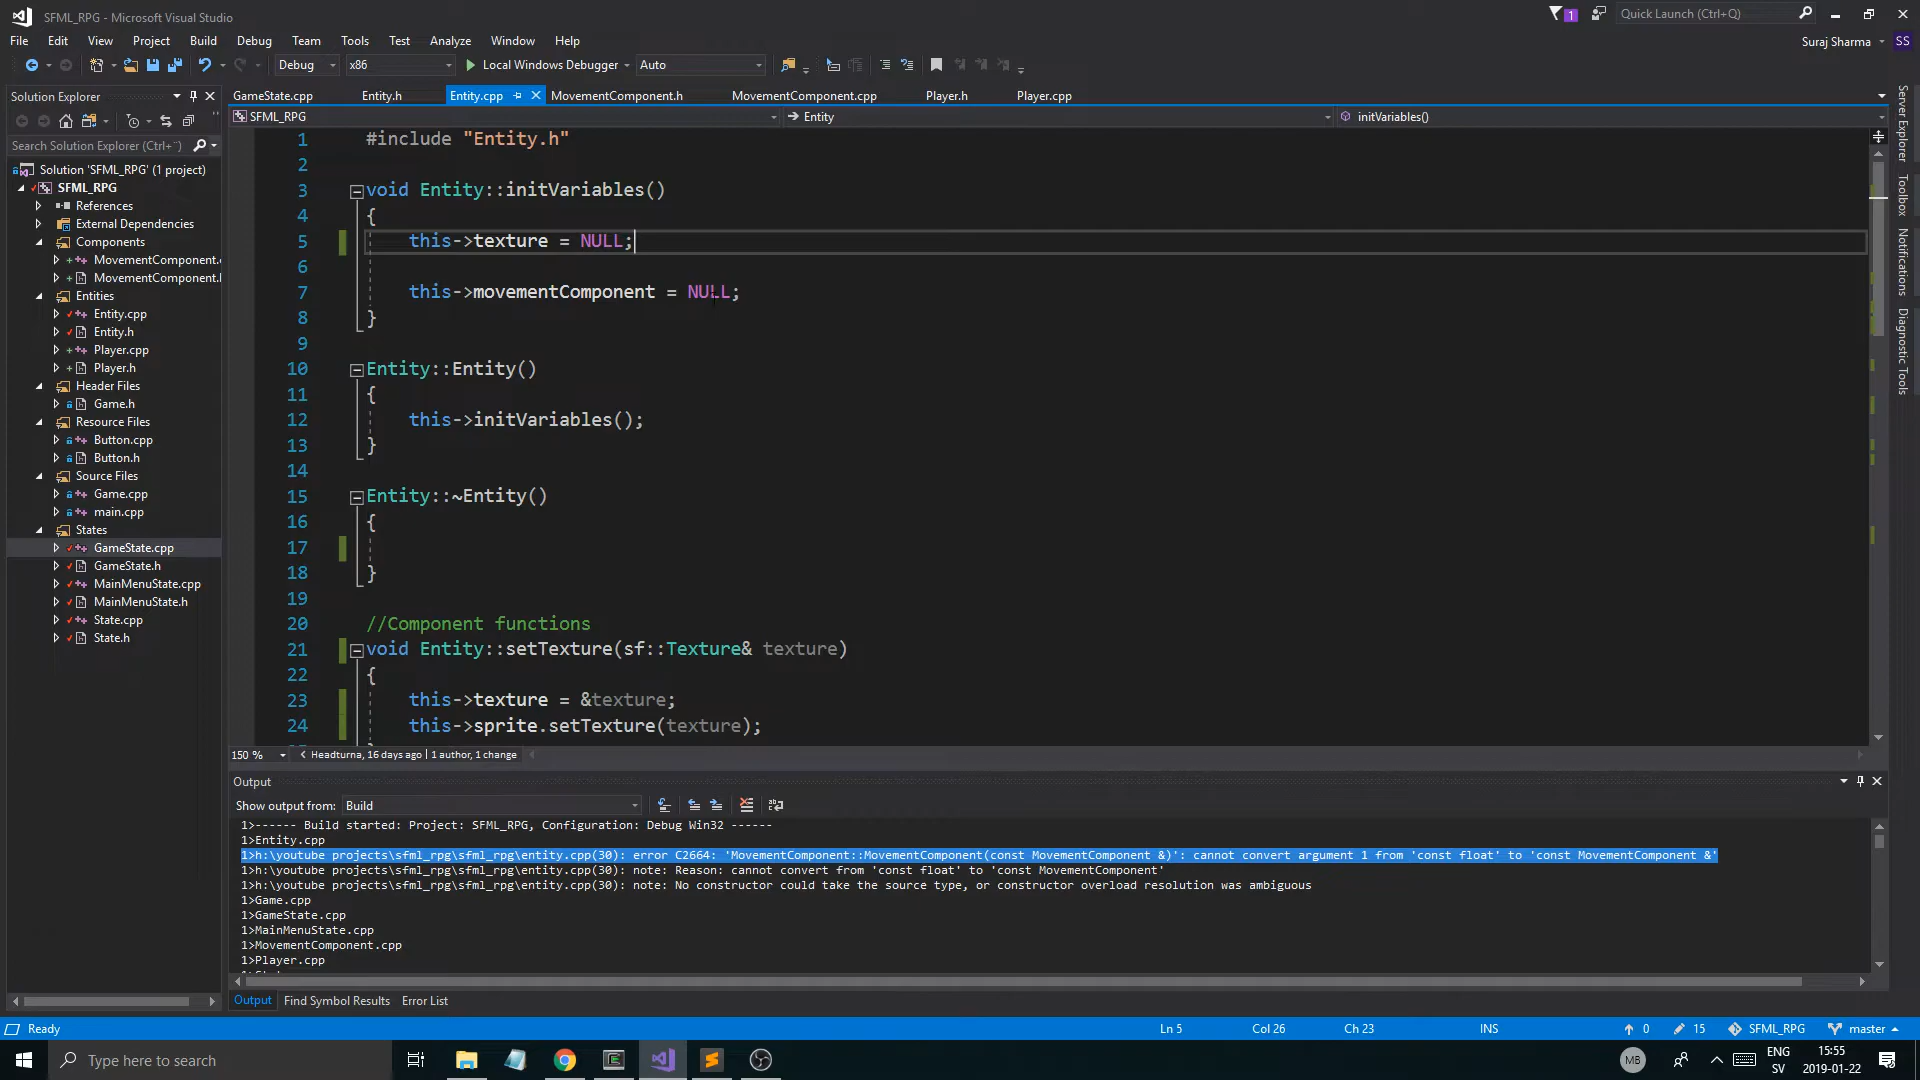 SFML_RPG - Microsoft Visual Studio
1
Quick Launch (Ctrl+Q)
File Edit View Project Build Debug Team Tools Test Analyze Window Help
Suraj Sharma SS
Debug x86 Local Windows Debugger Auto
Solution Explorer
GameState.cpp Entity.h Entity.cpp MovementComponent.h MovementComponent.cpp Player.h Player.cpp
SFML_RPG Entity initVariables()
Search Solution Explorer (Ctrl+¨)
Solution 'SFML_RPG' (1 project)
SFML_RPG
References
External Dependencies
Components
MovementComponent.
MovementComponent.
Entities
Entity.cpp
Entity.h
Player.cpp
Player.h
Header Files
Game.h
Resource Files
Button.cpp
Button.h
Source Files
Game.cpp
main.cpp
States
GameState.cpp
GameState.h
MainMenuState.cpp
MainMenuState.h
State.cpp
State.h
1 #include "Entity.h"
2
3 void Entity::initVariables()
4 {
5 this->texture = NULL;
6
7 this->movementComponent = NULL;
8 }
9
10 Entity::Entity()
11 {
12 this->initVariables();
13 }
14
15 Entity::~Entity()
16 {
17
18 }
19
20 //Component functions
21 void Entity::setTexture(sf::Texture& texture)
22 {
23 this->texture = &texture;
24 this->sprite.setTexture(texture);
Server Explorer
Toolbox
Notifications
Diagnostic Tools
150 % Headturna, 16 days ago | 1 author, 1 change
Output
Show output from: Build
1>------ Build started: Project: SFML_RPG, Configuration: Debug Win32 ------
1>Entity.cpp
1>h:\youtube projects\sfml_rpg\sfml_rpg\entity.cpp(30): error C2664: 'MovementComponent::MovementComponent(const MovementComponent &)': cannot convert argument 1 from 'const float' to 'const MovementComponent &'
1>h:\youtube projects\sfml_rpg\sfml_rpg\entity.cpp(30): note: Reason: cannot convert from 'const float' to 'const MovementComponent'
1>h:\youtube projects\sfml_rpg\sfml_rpg\entity.cpp(30): note: No constructor could take the source type, or constructor overload resolution was ambiguous
1>Game.cpp
1>GameState.cpp
1>MainMenuState.cpp
1>MovementComponent.cpp
1>Player.cpp
Output Find Symbol Results Error List
Ready Ln 5 Col 26 Ch 23 INS 0 15 SFML_RPG master
Type here to search
MB
ENG
SV
15:55
2019-01-22